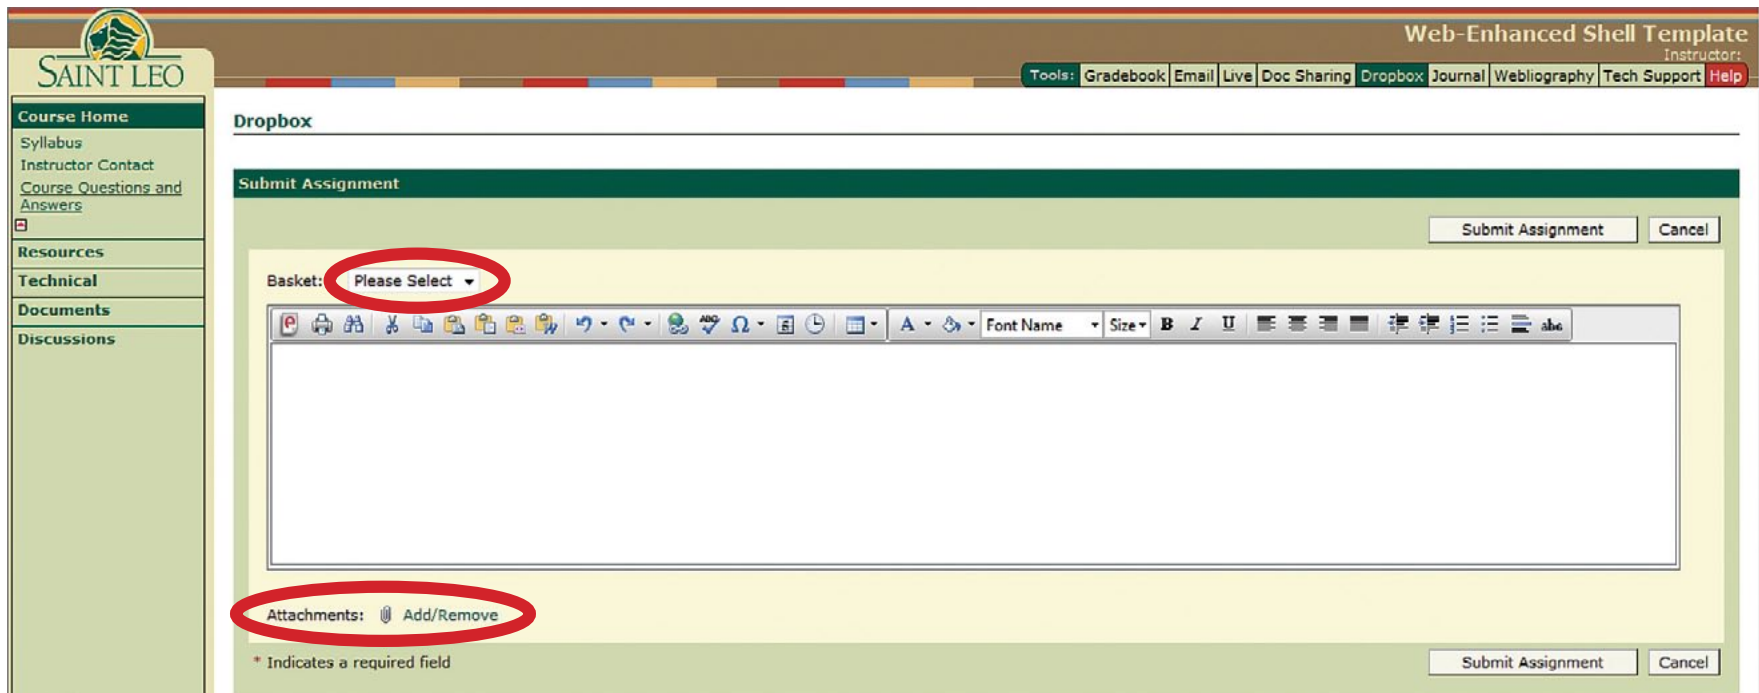 SAINT LEO
Web-Enhanced Shell Template
Instructor:
Tools: Gradebook Email Live Doc Sharing Dropbox Journal Webliography Tech Support Help
Course Home
Syllabus
Instructor Contact
Course Questions and
Answers
Resources
Technical
Documents
Discussions
Dropbox
Submit Assignment
Submit Assignment Cancel
Basket: Please Select
ABC Font Name Size B I U abc
Attachments: Add/Remove
* Indicates a required field
Submit Assignment Cancel